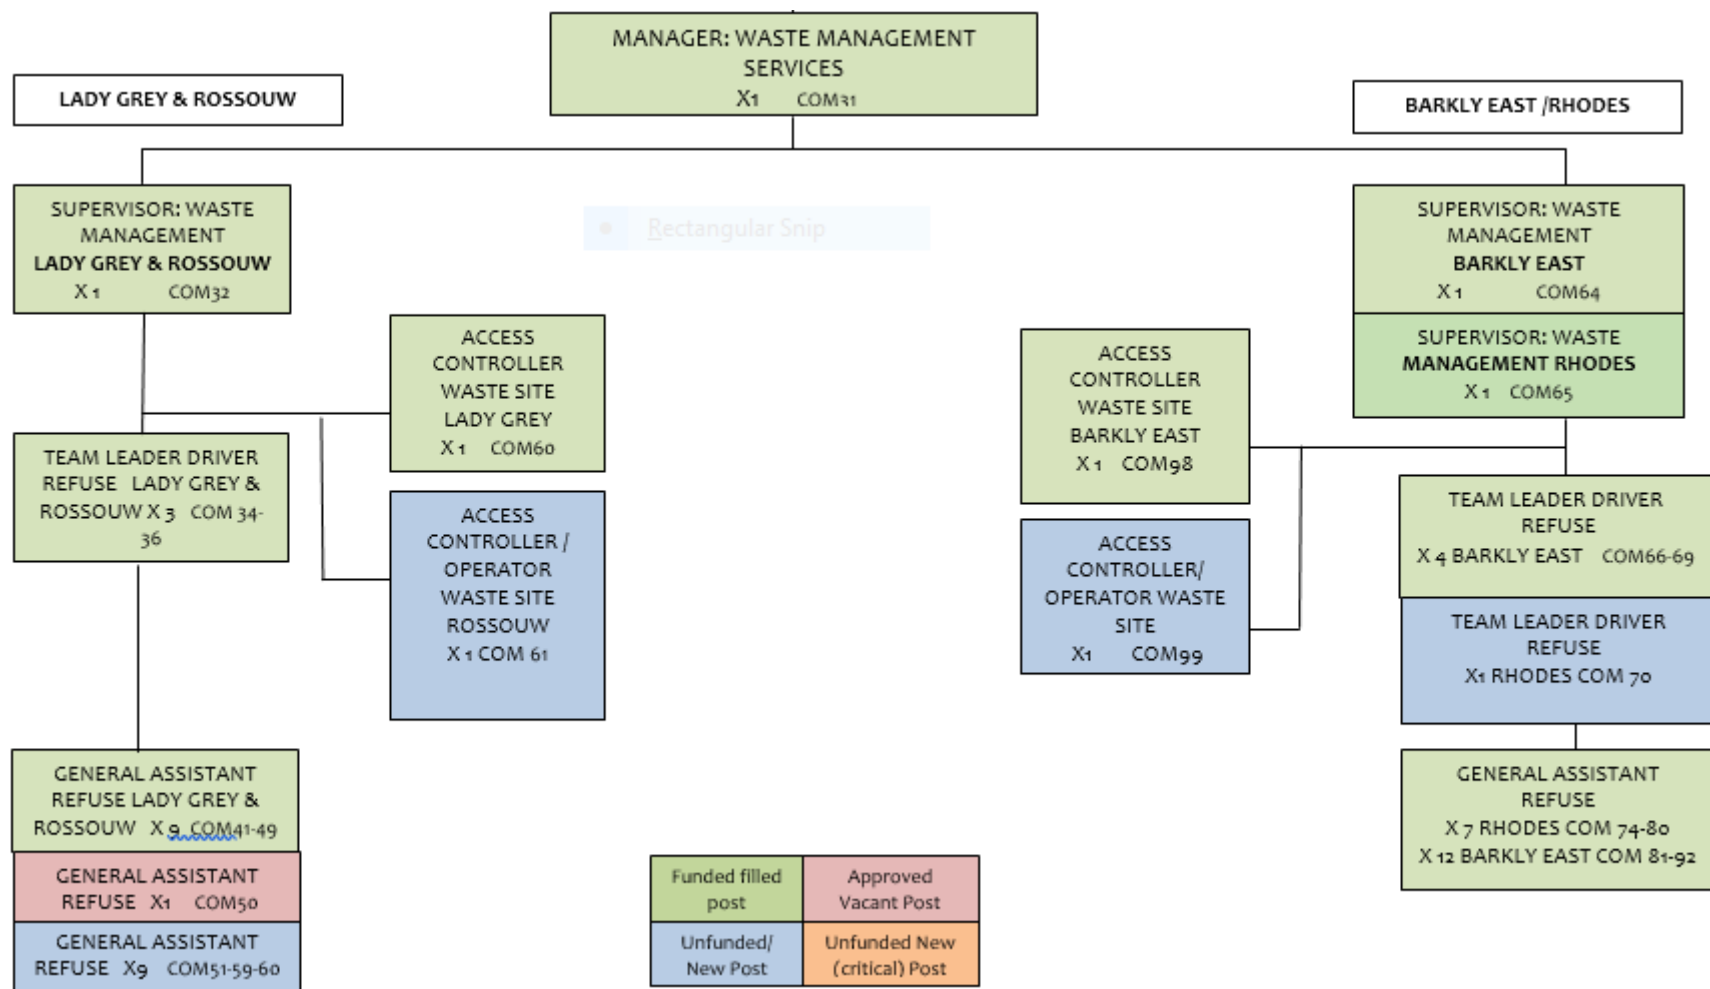 MANAGER: WASTE MANAGEMENT
SERVICES
X1 COM31
LADY GREY & ROSSOUW
BARKLY EAST /RHODES
SUPERVISOR: WASTE
MANAGEMENT
LADY GREY & ROSSOUW
X 1 COM32
Rectangular Snip
SUPERVISOR: WASTE
MANAGEMENT
BARKLY EAST
X 1 COM64
SUPERVISOR: WASTE
MANAGEMENT RHODES
X 1 COM65
ACCESS
CONTROLLER
WASTE SITE
LADY GREY
X 1 COM60
ACCESS
CONTROLLER
WASTE SITE
BARKLY EAST
X 1 COM98
TEAM LEADER DRIVER
REFUSE LADY GREY &
ROSSOUW X 3 COM 34-
36
ACCESS
CONTROLLER /
OPERATOR
WASTE SITE
ROSSOUW
X 1 COM 61
ACCESS
CONTROLLER/
OPERATOR WASTE
SITE
X1 COM99
TEAM LEADER DRIVER
REFUSE
X 4 BARKLY EAST COM66-69
TEAM LEADER DRIVER
REFUSE
X1 RHODES COM 70
GENERAL ASSISTANT
REFUSE LADY GREY &
ROSSOUW X 9 COM41-49
GENERAL ASSISTANT
REFUSE X1 COM50
GENERAL ASSISTANT
REFUSE X9 COM51-59-60
GENERAL ASSISTANT
REFUSE
X 7 RHODES COM 74-80
X 12 BARKLY EAST COM 81-92
Funded filled
post
Approved
Vacant Post
Unfunded/
New Post
Unfunded New
(critical) Post